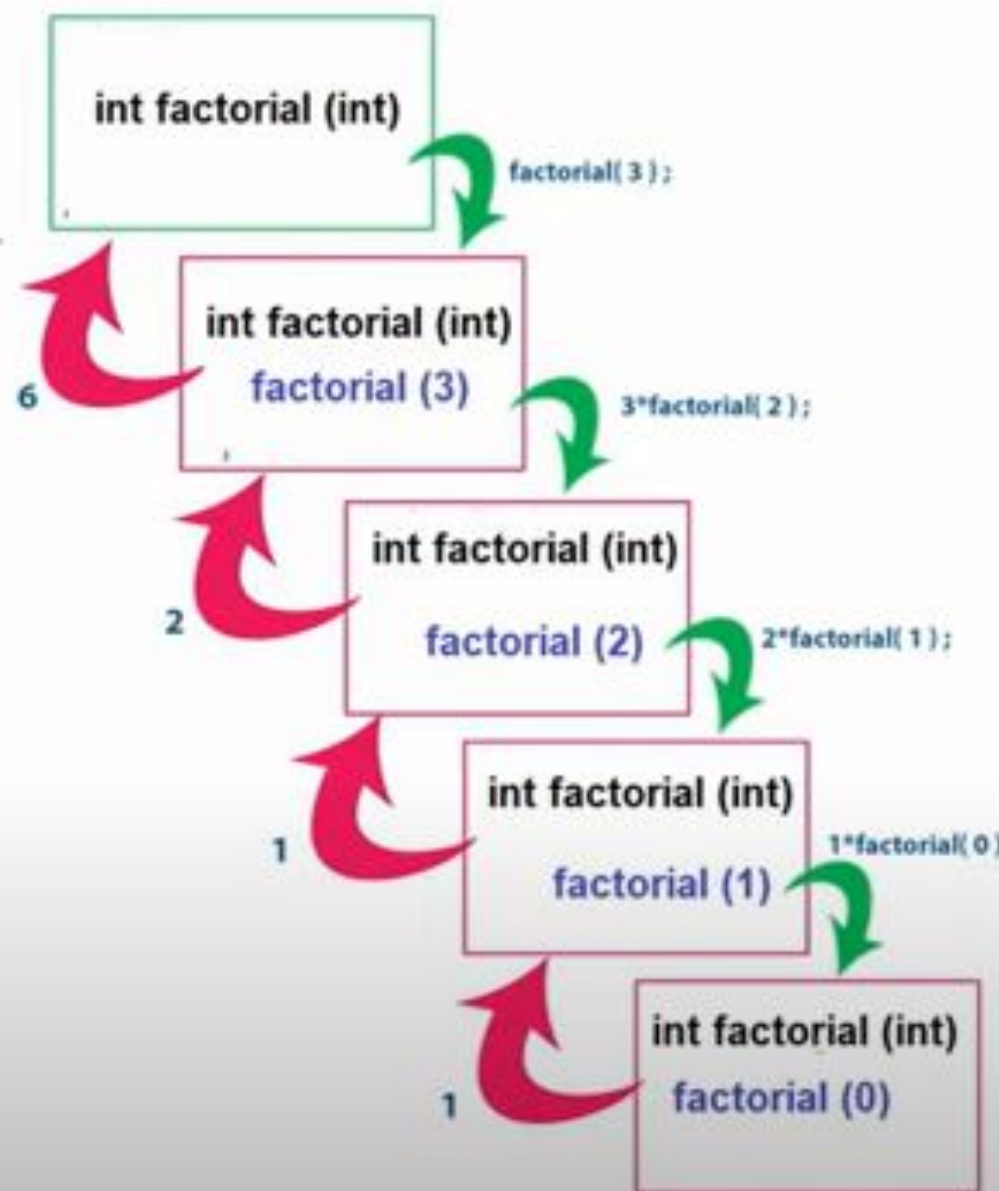 int factorial (int)
factorial( 3 );
int factorial (int)
factorial (3)
6
3*factorial( 2 );
int factorial (int)
2
factorial (2)
2*factorial( 1 );
int factorial (int)
1
1*factorial( 0 )
factorial (1)
int factorial (int)
1
factorial (0)